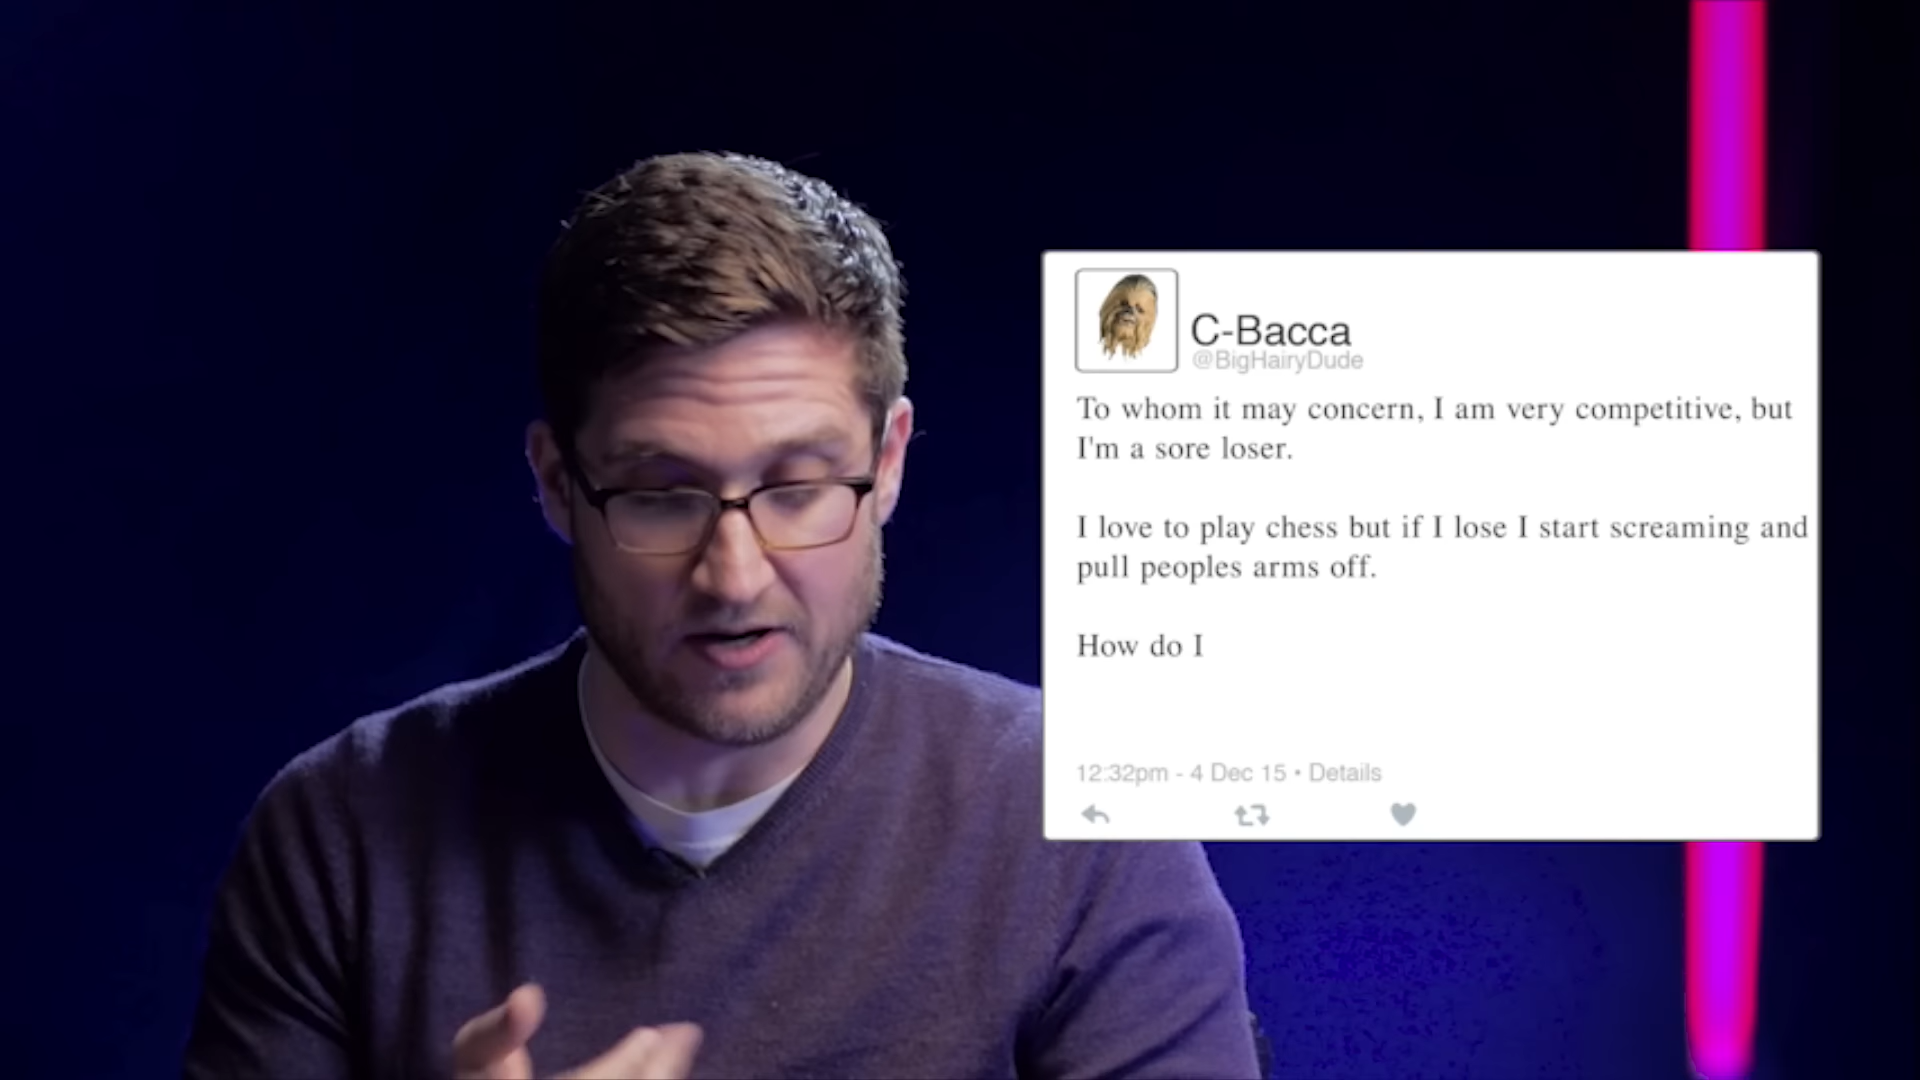 C-Bacca
@BigHairyDude
To whom it may concern, I am very competitive, but
I'm a sore loser.
I love to play chess but if I lose I start screaming and
pull peoples arms off.
How do I
12:32pm - 4 Dec 15 • Details